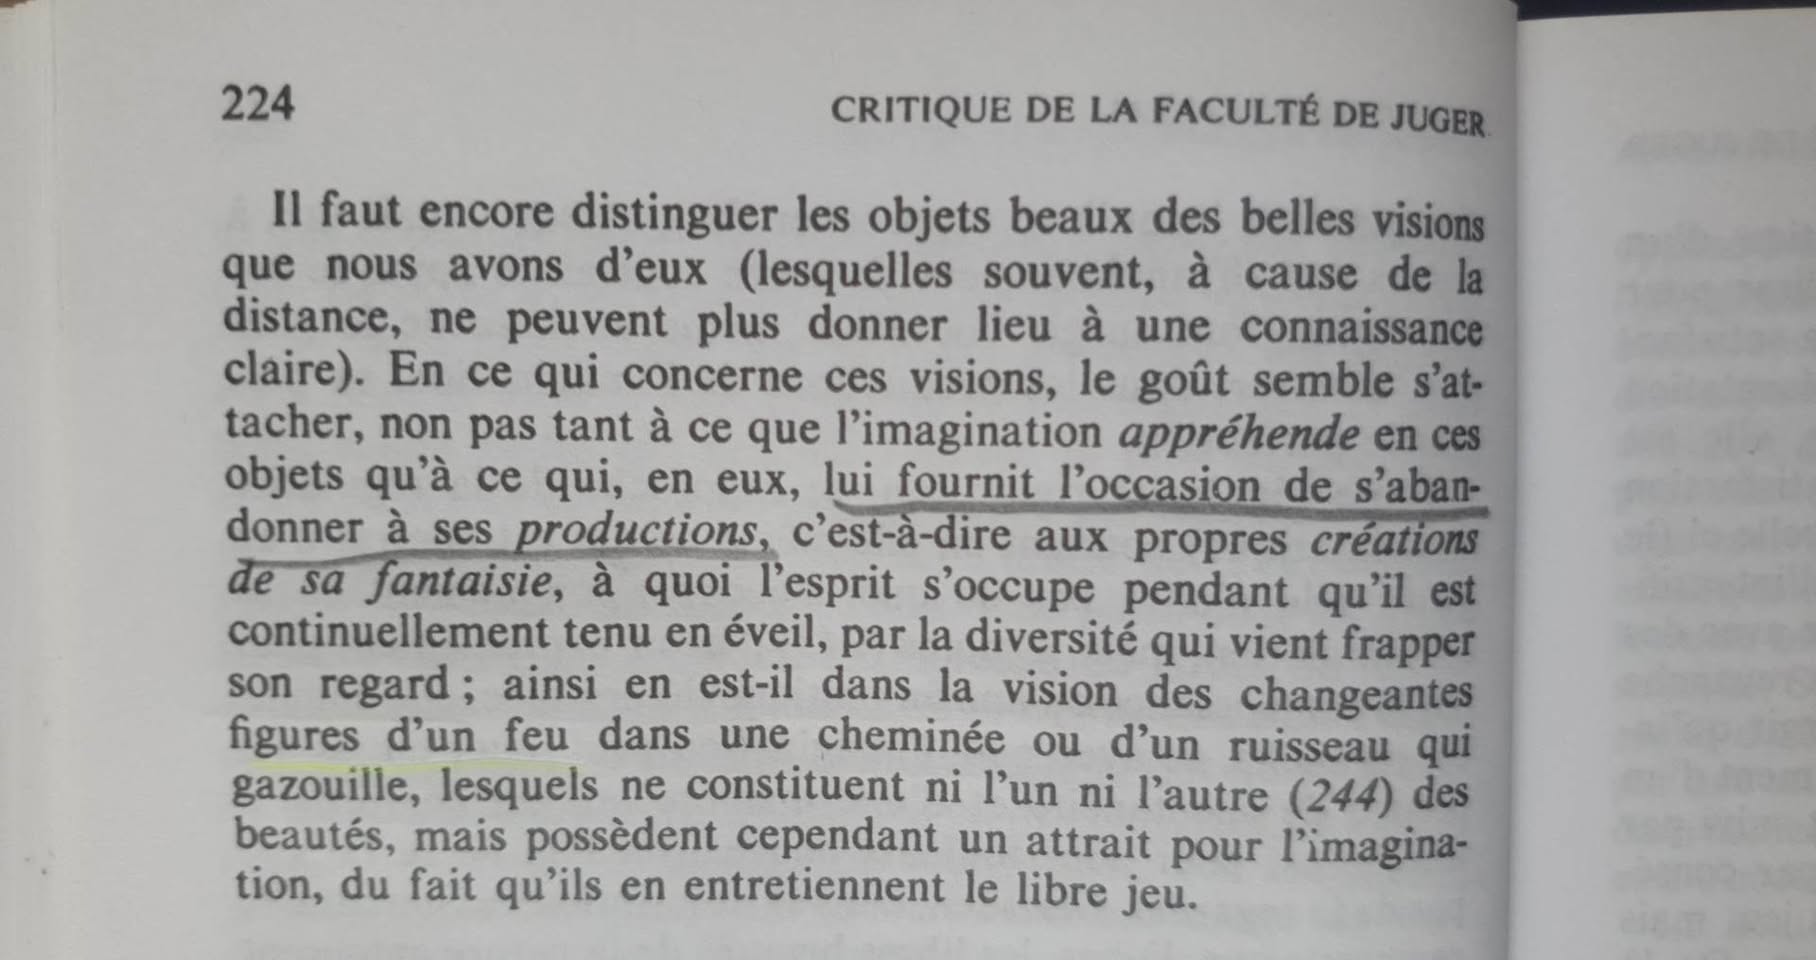 224
CRITIQUE DE LA FACULTÉ DE JUGER
Il faut encore distinguer les objets beaux des belles visions
que nous avons d'eux (lesquelles souvent, à cause de la
distance, ne peuvent plus donner lieu à une connaissance
claire). En ce qui concerne ces visions, le goût semble s'at-
tacher, non pas tant à ce que l'imagination appréhende en ces
objets qu'à ce qui, en eux, lui fournit l'occasion de s'aban-
donner à ses productions, c'est-à-dire aux propres créations
de sa fantaisie, à quoi l'esprit s'occupe pendant qu'il est
continuellement tenu en éveil, par la diversité qui vient frapper
son regard ; ainsi en est-il dans la vision des changeantes
figures d'un feu dans une cheminée ou d'un ruisseau qui
gazouille, lesquels ne constituent ni l'un ni l'autre (244) des
beautés, mais possèdent cependant un attrait pour l'imagina-
tion, du fait qu'ils en entretiennent le libre jeu.